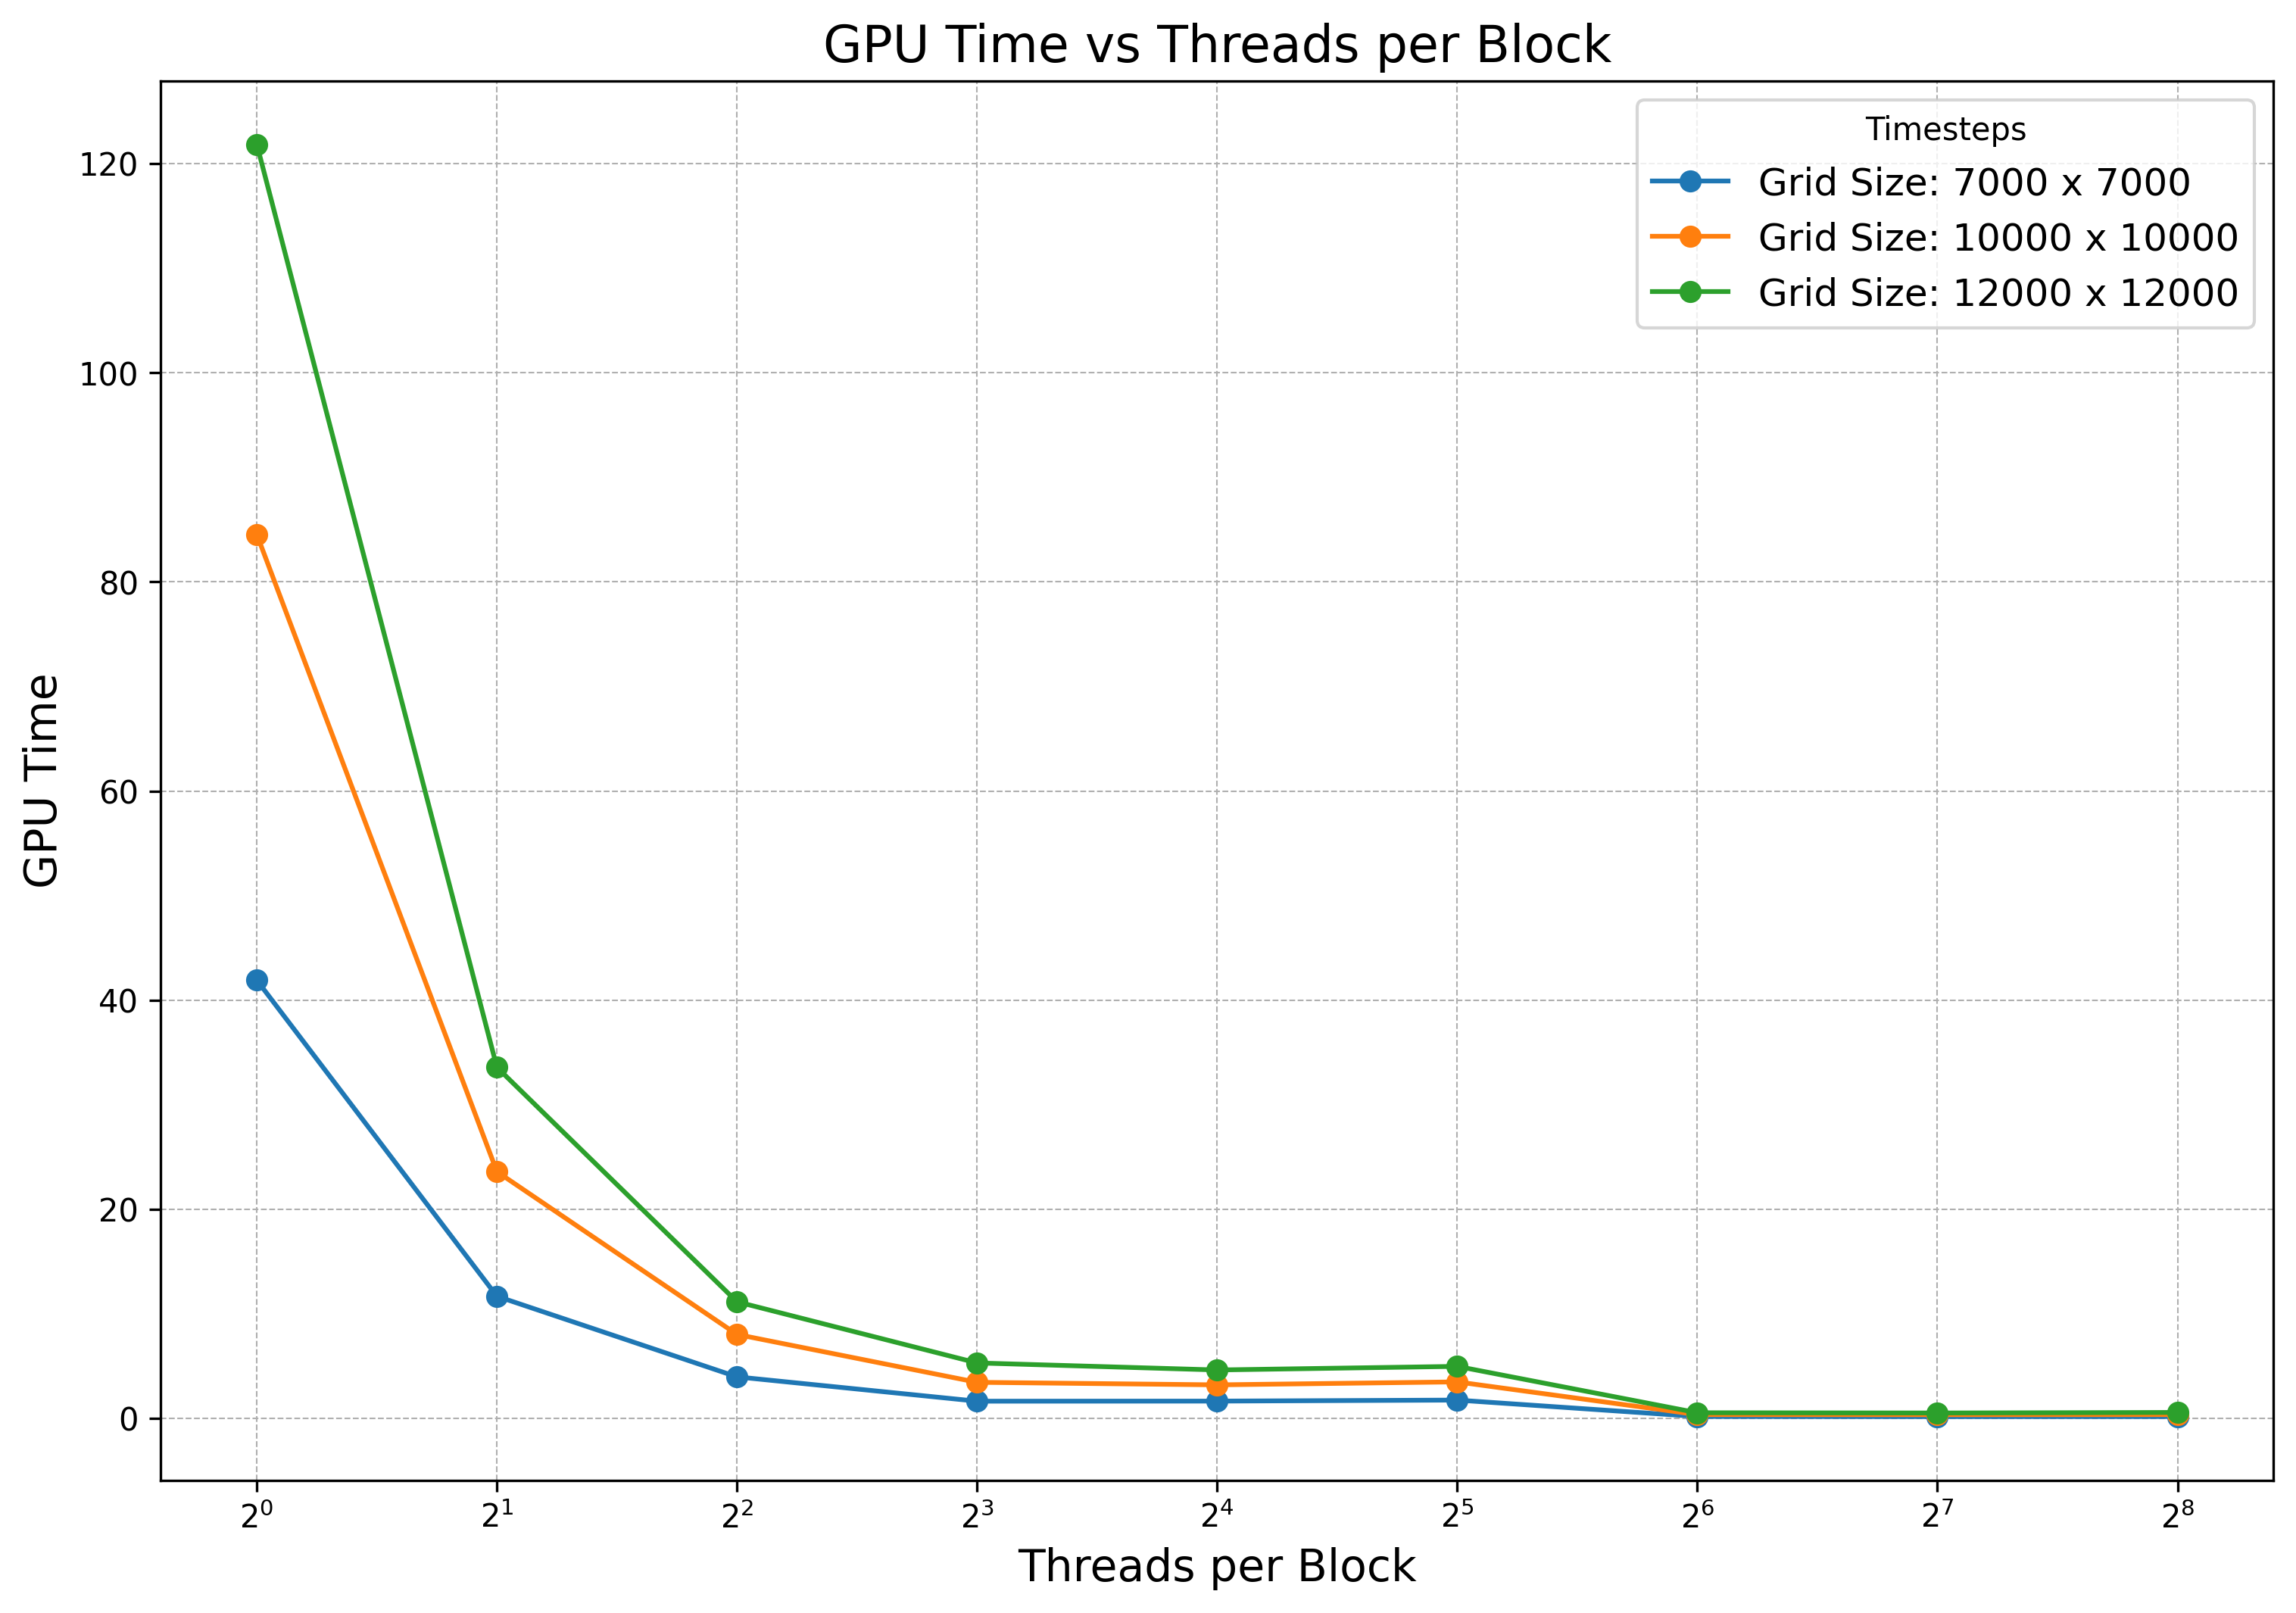 GPU Time vs Threads per Block
Timesteps
Grid Size: 7000 x 7000
Grid Size: 10000 x 10000
Grid Size: 12000 x 12000
GPU Time
120
100
80
60
40
20
0
2⁰ 2¹ 2² 2³ 2⁴ 2⁵ 2⁶ 2⁷ 2⁸
Threads per Block